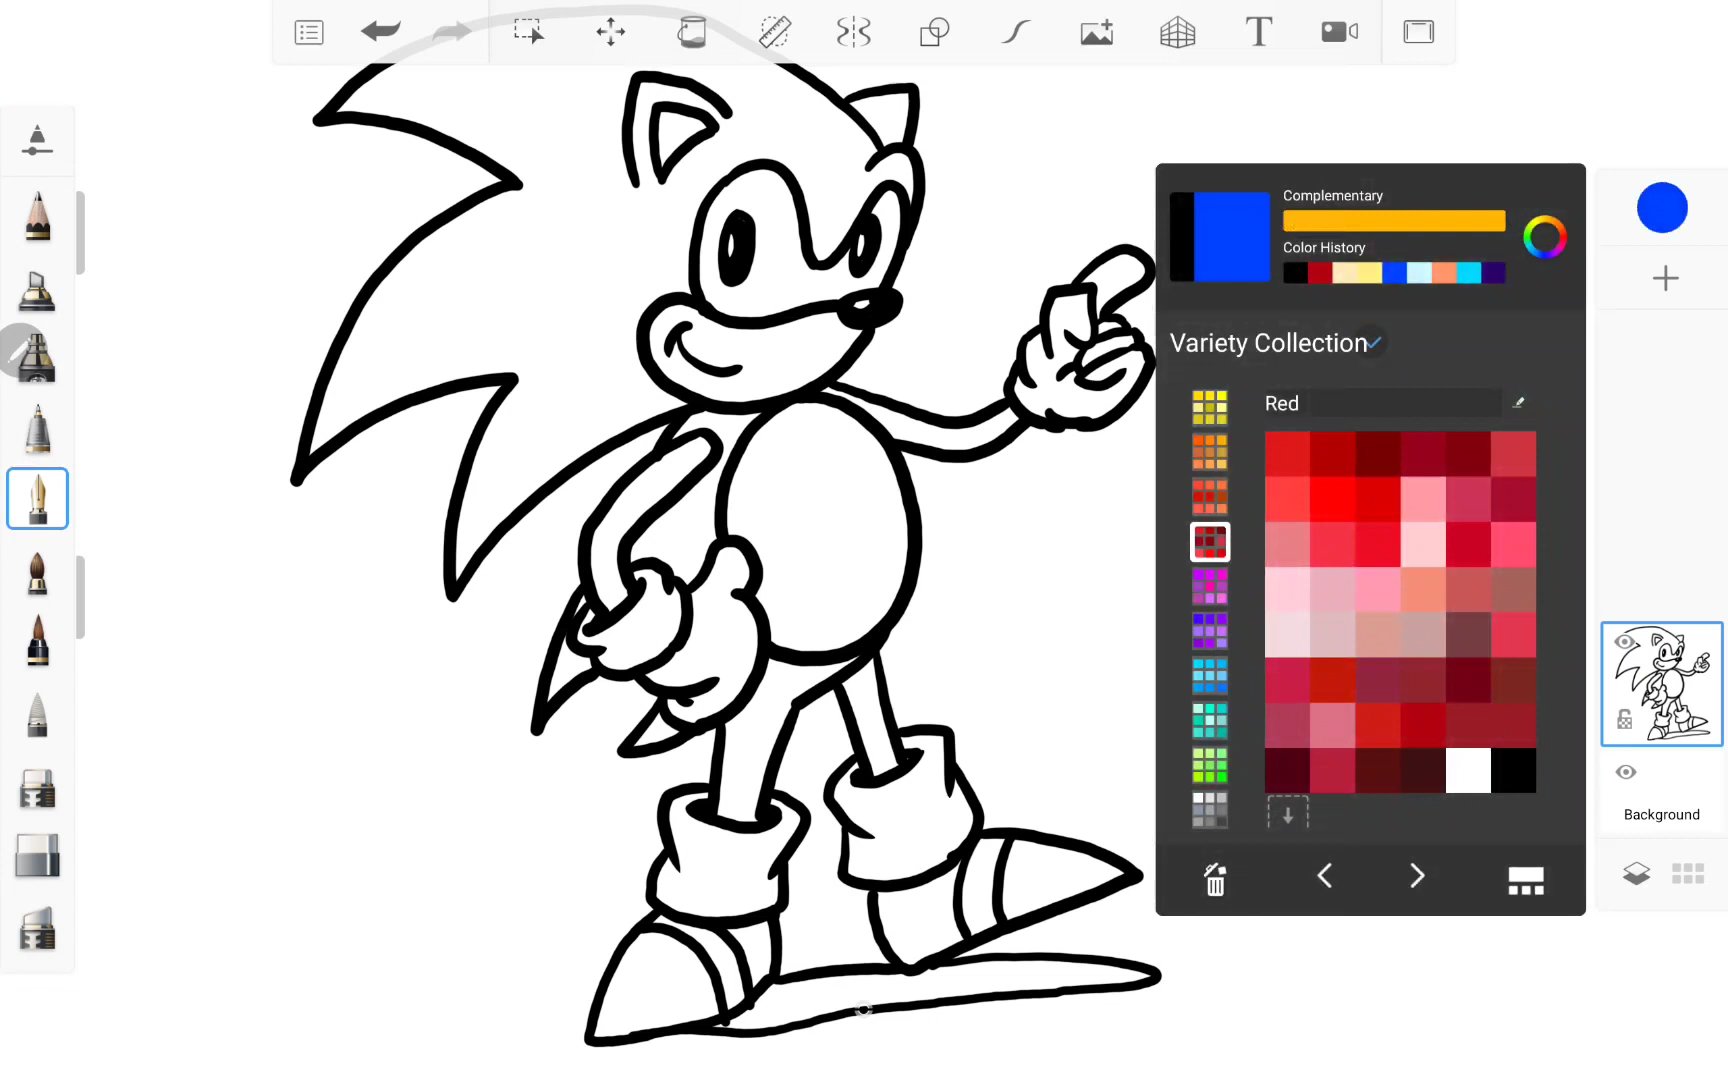 T
Complementary
Color History
Variety Collection
Red
Background